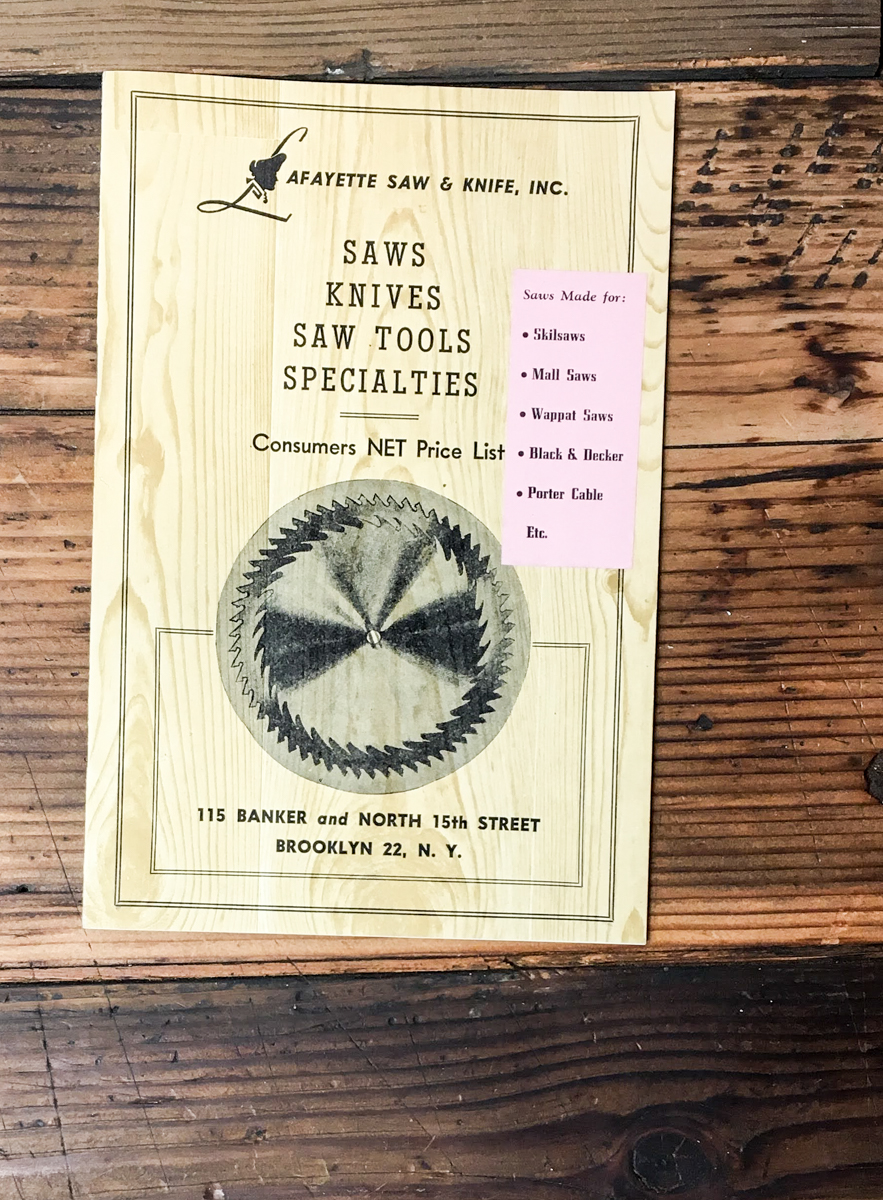 LAFAYETTE SAW & KNIFE, INC.
SAWS
KNIVES
SAW TOOLS
SPECIALTIES
Consumers NET Price List
Saws Made for:
• Skilsaws
• Mall Saws
• Wappat Saws
• Black & Decker
• Porter Cable
Etc.
115 BANKER and NORTH 15th STREET
BROOKLYN 22, N. Y.